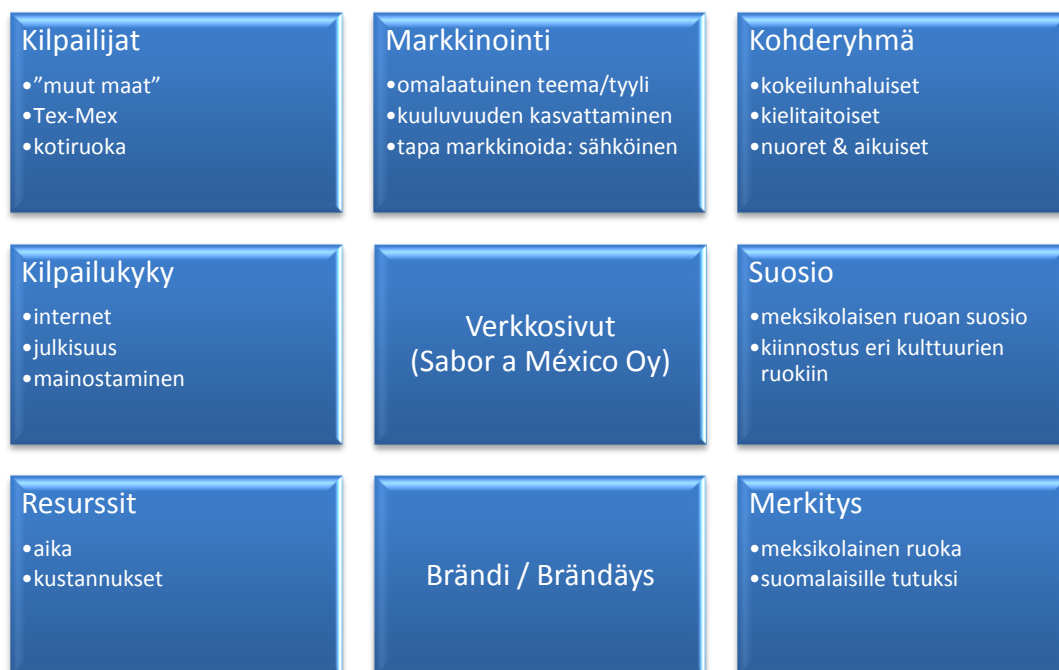 Kilpailijat
•”muut maat”
•Tex-Mex
•kotiruoka
Markkinointi
•omalaatuinen teema/tyyli
•kuuluvuuden kasvattaminen
•tapa markkinoida: sähköinen
Kohderyhmä
•kokeilunhaluiset
•kielitaitoiset
•nuoret & aikuiset
Kilpailukyky
•internet
•julkisuus
•mainostaminen
Verkkosivut
(Sabor a México Oy)
Suosio
•meksikolaisen ruoan suosio
•kiinnostus eri kulttuurien
ruokiin
Resurssit
•aika
•kustannukset
Brändi / Brändäys
Merkitys
•meksikolainen ruoka
•suomalaisille tutuksi